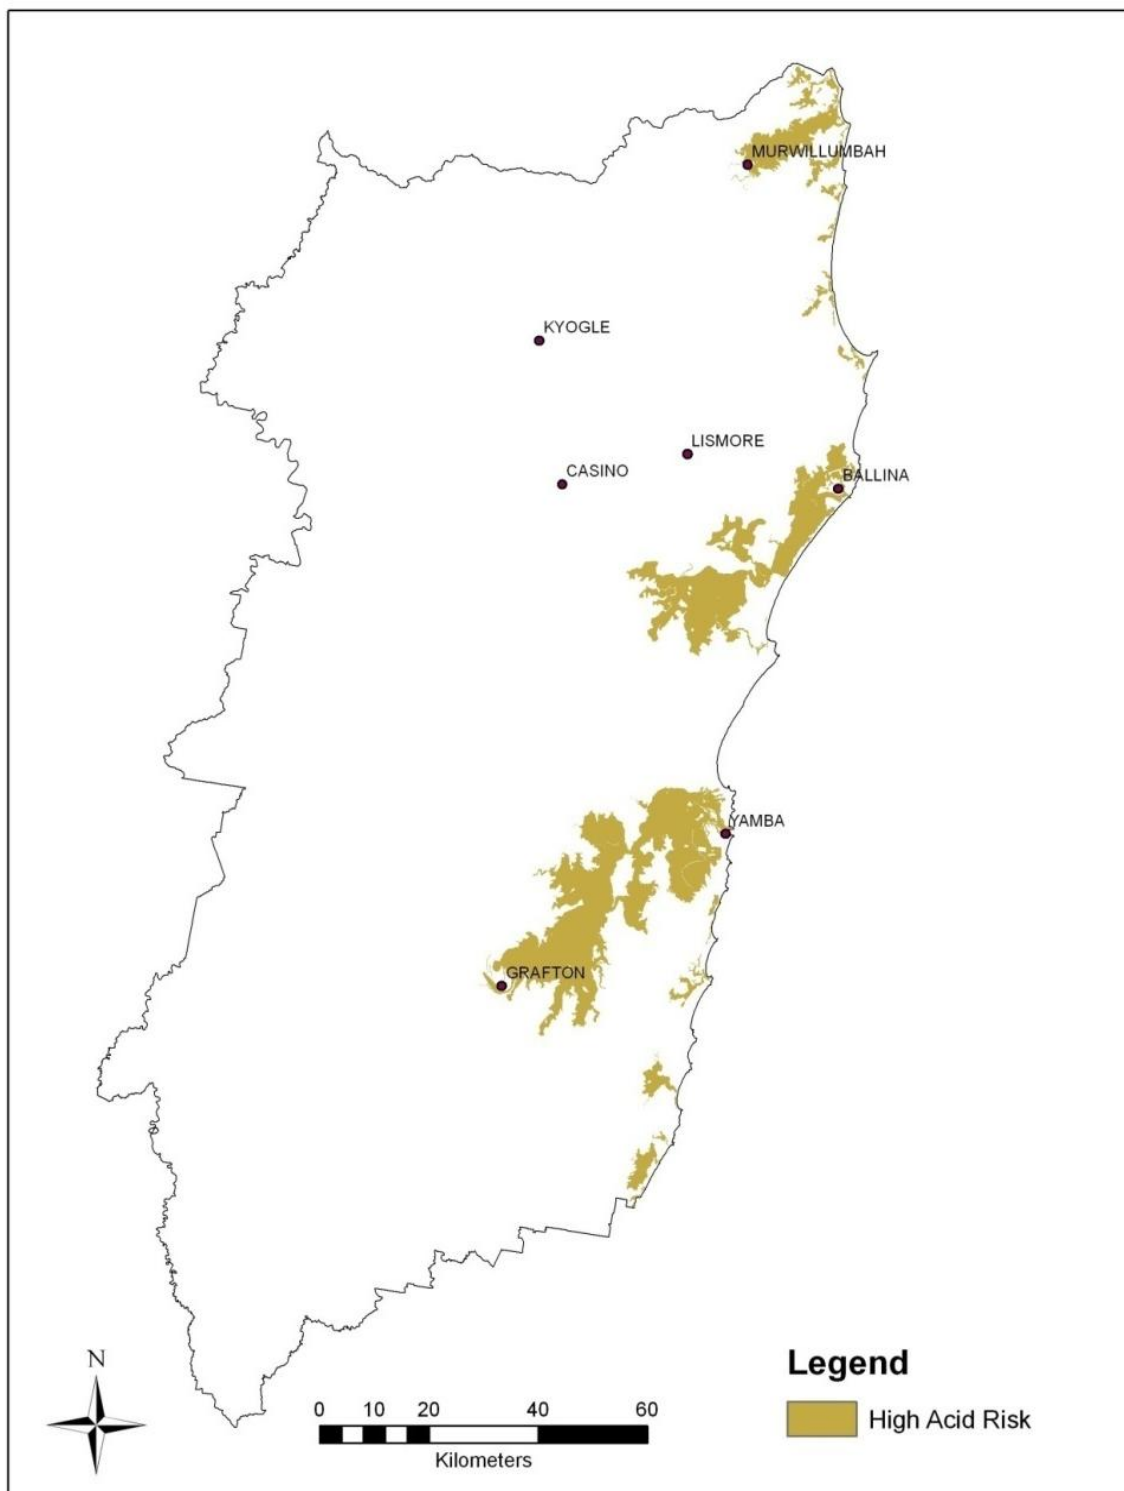 MURWILLUMBAH
KYOGLE
LISMORE
CASINO
BALLINA
YAMBA
GRAFTON
N
0 10 20 40 60
Kilometers
Legend
High Acid Risk